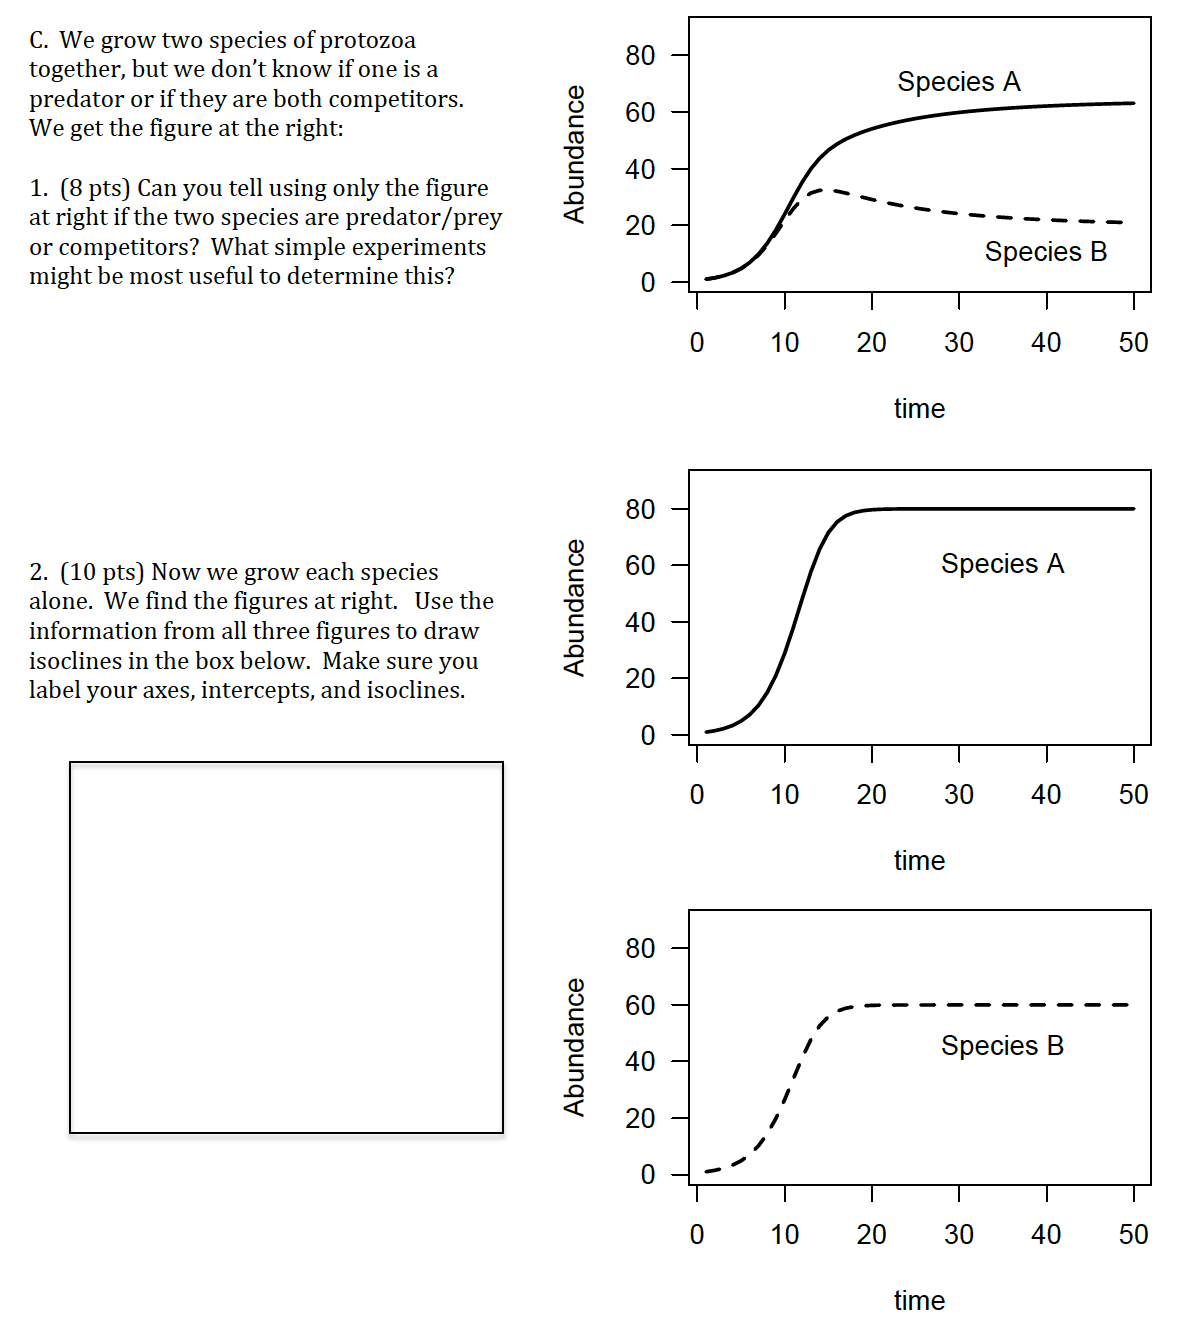 C. We grow two species of protozoa
together, but we don't know if one is a
predator or if they are both competitors.
We get the figure at the right:
1. (8 pts) Can you tell using only the figure
at right if the two species are predator/prey
or competitors? What simple experiments
might be most useful to determine this?
80
60
40
20
0
Abundance
Species A
Species B
0 10 20 30 40 50
time
2. (10 pts) Now we grow each species
alone. We find the figures at right. Use the
information from all three figures to draw
isoclines in the box below. Make sure you
label your axes, intercepts, and isoclines.
80
60
40
20
0
Abundance
Species A
0 10 20 30 40 50
time
80
60
40
20
0
Abundance
Species B
0 10 20 30 40 50
time